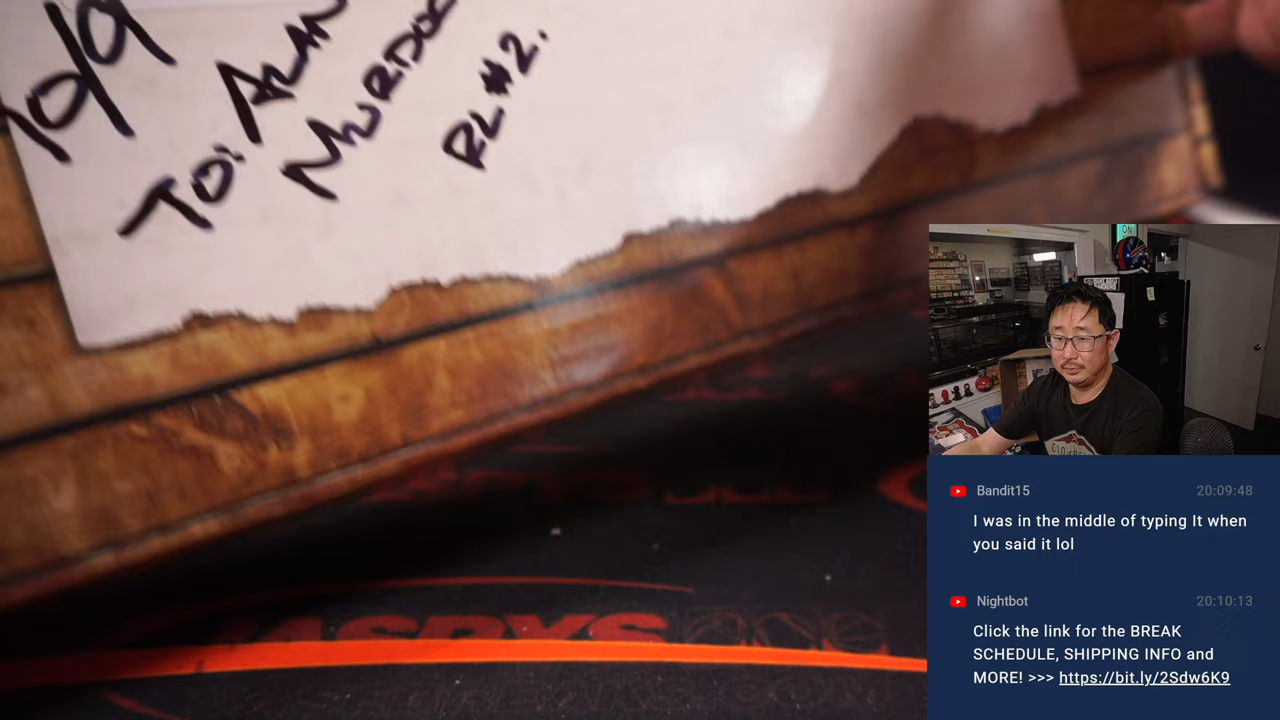 TO: ALAN
MURDOC
RL #2.
ON
JASPYS
Bandit15 20:09:48
I was in the middle of typing It when
you said it lol
Nightbot 20:10:13
Click the link for the BREAK
SCHEDULE, SHIPPING INFO and
MORE! >>> https://bit.ly/2Sdw6K9